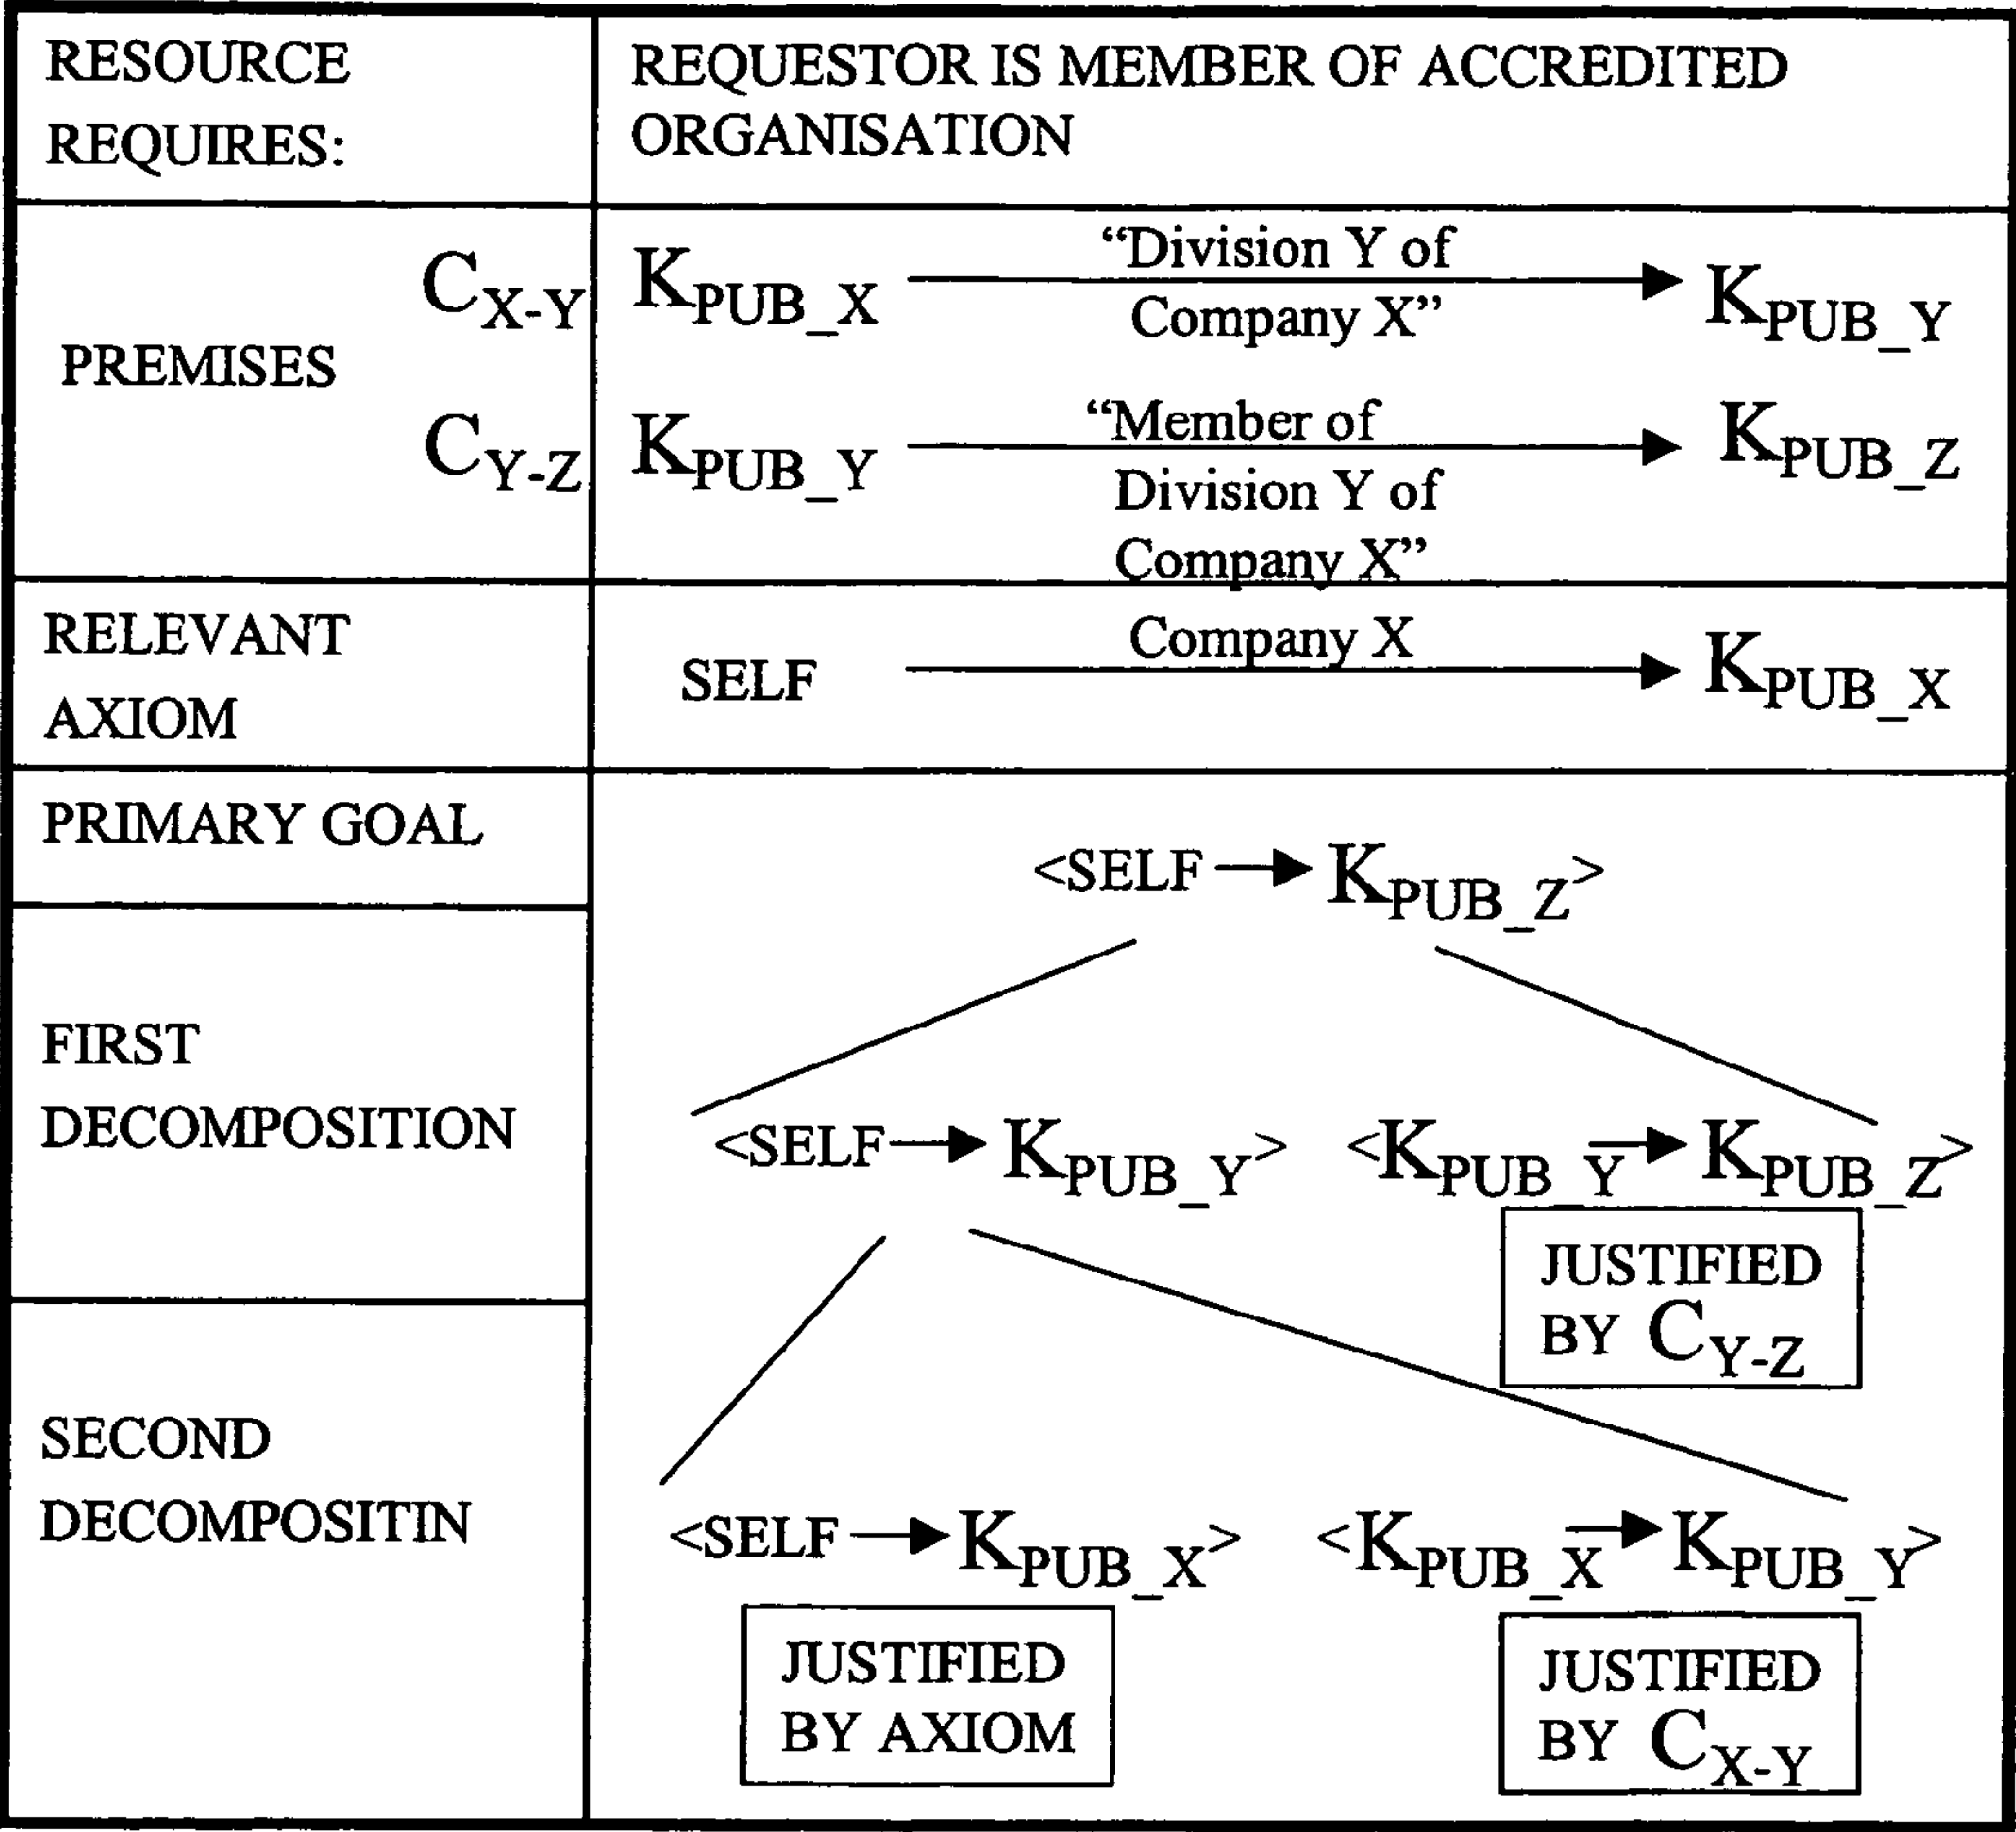 RESOURCE
REQUIRES:
REQUESTOR IS MEMBER OF ACCREDITED
ORGANISATION
PREMISES
C_X-Y
K_PUB_X
“Division Y of
Company X”
K_PUB_Y
C_Y-Z
K_PUB_Y
“Member of
Division Y of
Company X”
K_PUB_Z
RELEVANT
AXIOM
SELF
Company X
K_PUB_X
PRIMARY GOAL
<SELF → K_PUB_Z>
FIRST
DECOMPOSITION
<SELF → K_PUB_Y>
<K_PUB_Y → K_PUB_Z>
JUSTIFIED
BY C_Y-Z
SECOND
DECOMPOSITIN
<SELF → K_PUB_X>
<K_PUB_X → K_PUB_Y>
JUSTIFIED
BY AXIOM
JUSTIFIED
BY C_X-Y